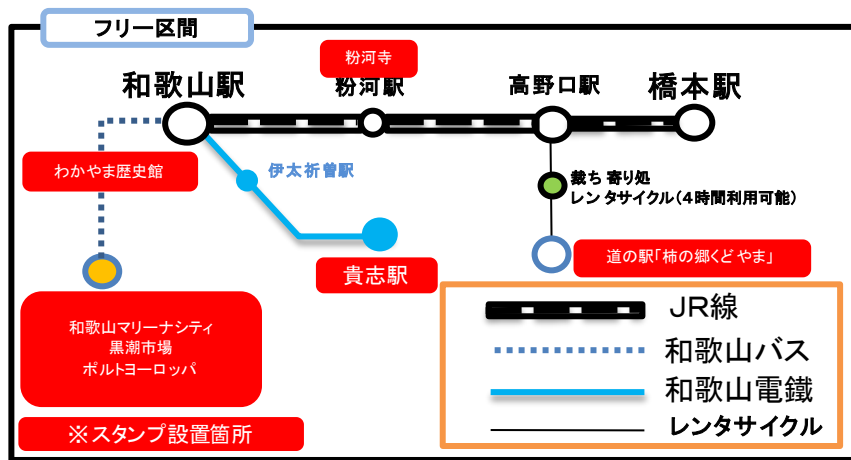 フリー区間
粉河寺
和歌山駅
粉河駅
高野口駅
橋本駅
わかやま歴史館
伊太祈曽駅
裁ち寄り処
レンタサイクル(4時間利用可能)
貴志駅
道の駅「柿の郷くどやま」
和歌山マリーナシティ
黒潮市場
ポルトヨーロッパ
※スタンプ設置箇所
JR線
和歌山バス
和歌山電鐵
レンタサイクル